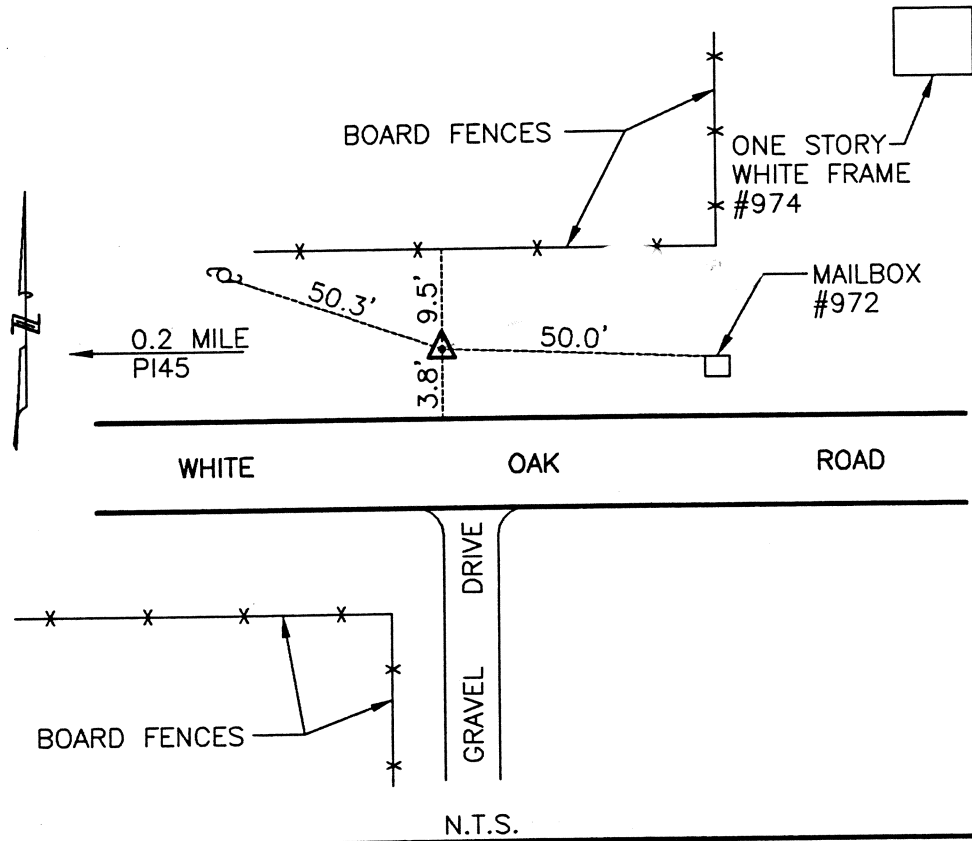 BOARD FENCES
ONE STORY
WHITE FRAME
#974
MAILBOX
#972
50.3'
9.5'
50.0'
3.8'
N
0.2 MILE
PI45
WHITE OAK ROAD
GRAVEL DRIVE
BOARD FENCES
N.T.S.